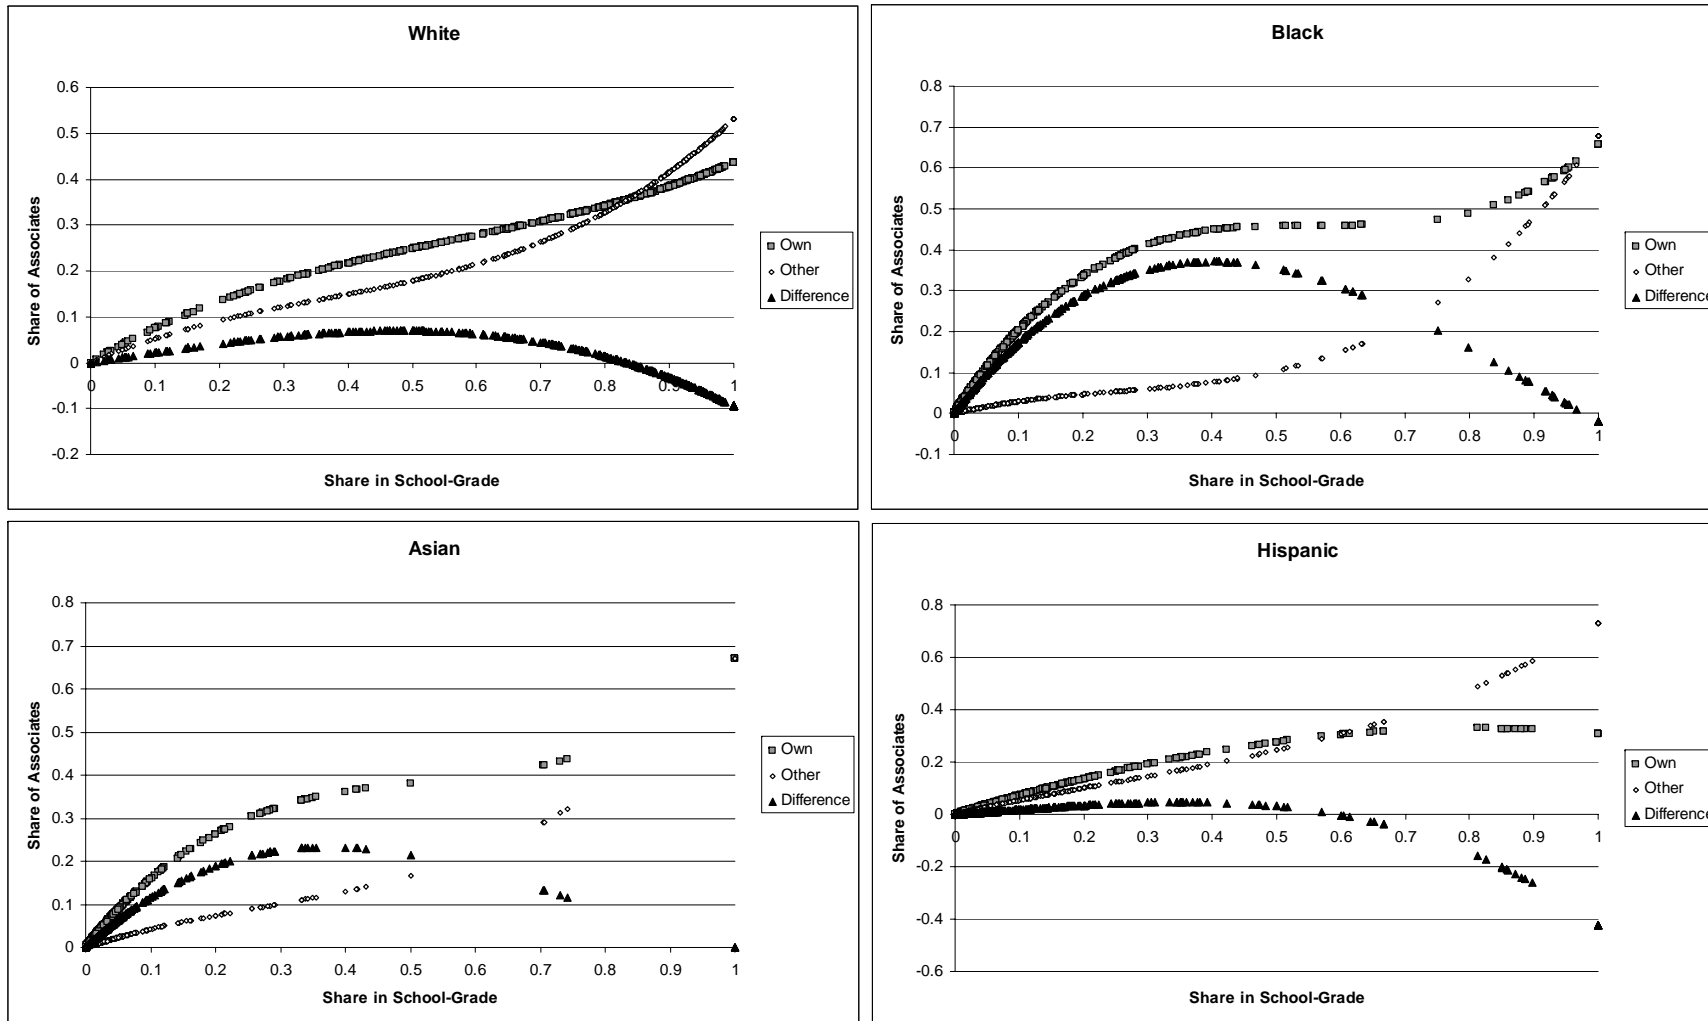 White
0.6
0.5
0.4
0.3
0.2
0.1
0
-0.1
-0.2
0 0.1 0.2 0.3 0.4 0.5 0.6 0.7 0.8 0.9 1
Share of Associates
Share in School-Grade
Own
Other
Difference
Black
0.8
0.7
0.6
0.5
0.4
0.3
0.2
0.1
0
-0.1
0 0.1 0.2 0.3 0.4 0.5 0.6 0.7 0.8 0.9 1
Share of Associates
Share in School-Grade
Own
Other
Difference
Asian
0.8
0.7
0.6
0.5
0.4
0.3
0.2
0.1
0
0 0.1 0.2 0.3 0.4 0.5 0.6 0.7 0.8 0.9 1
Share of Associates
Share in School-Grade
Own
Other
Difference
Hispanic
0.8
0.6
0.4
0.2
0
-0.2
-0.4
-0.6
0 0.1 0.2 0.3 0.4 0.5 0.6 0.7 0.8 0.9 1
Share of Associates
Share in School-Grade
Own
Other
Difference